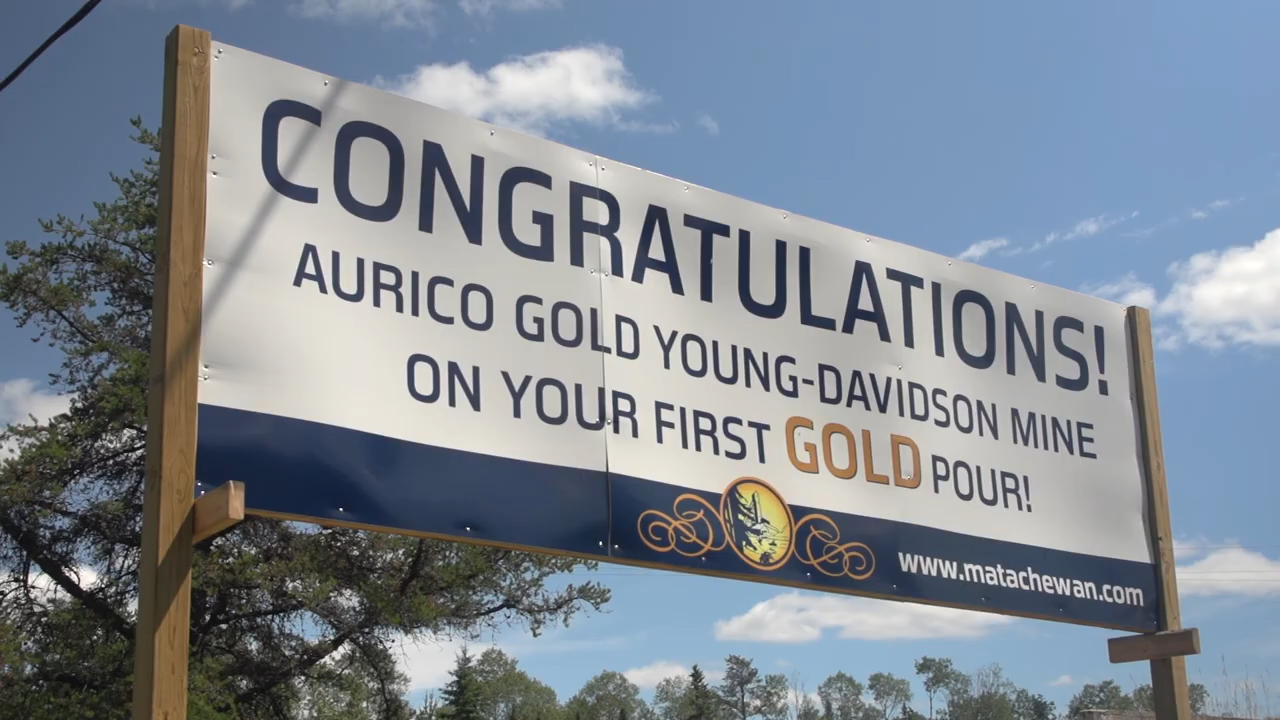 CONGRATULATIONS!
AURICO GOLD YOUNG-DAVIDSON MINE
ON YOUR FIRST GOLD POUR!
www.matachewan.com